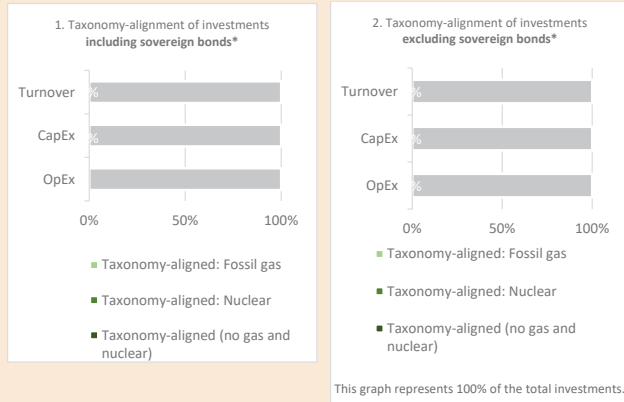 1. Taxonomy-alignment of investments
including sovereign bonds*
Turnover
%
CapEx
%
OpEx
0%
50%
100%
Taxonomy-aligned: Fossil gas
Taxonomy-aligned: Nuclear
Taxonomy-aligned (no gas and
nuclear)
2. Taxonomy-alignment of investments
excluding sovereign bonds*
Turnover
%
CapEx
%
OpEx
%
0%
50%
100%
Taxonomy-aligned: Fossil gas
Taxonomy-aligned: Nuclear
Taxonomy-aligned (no gas and
nuclear)
This graph represents 100% of the total investments.